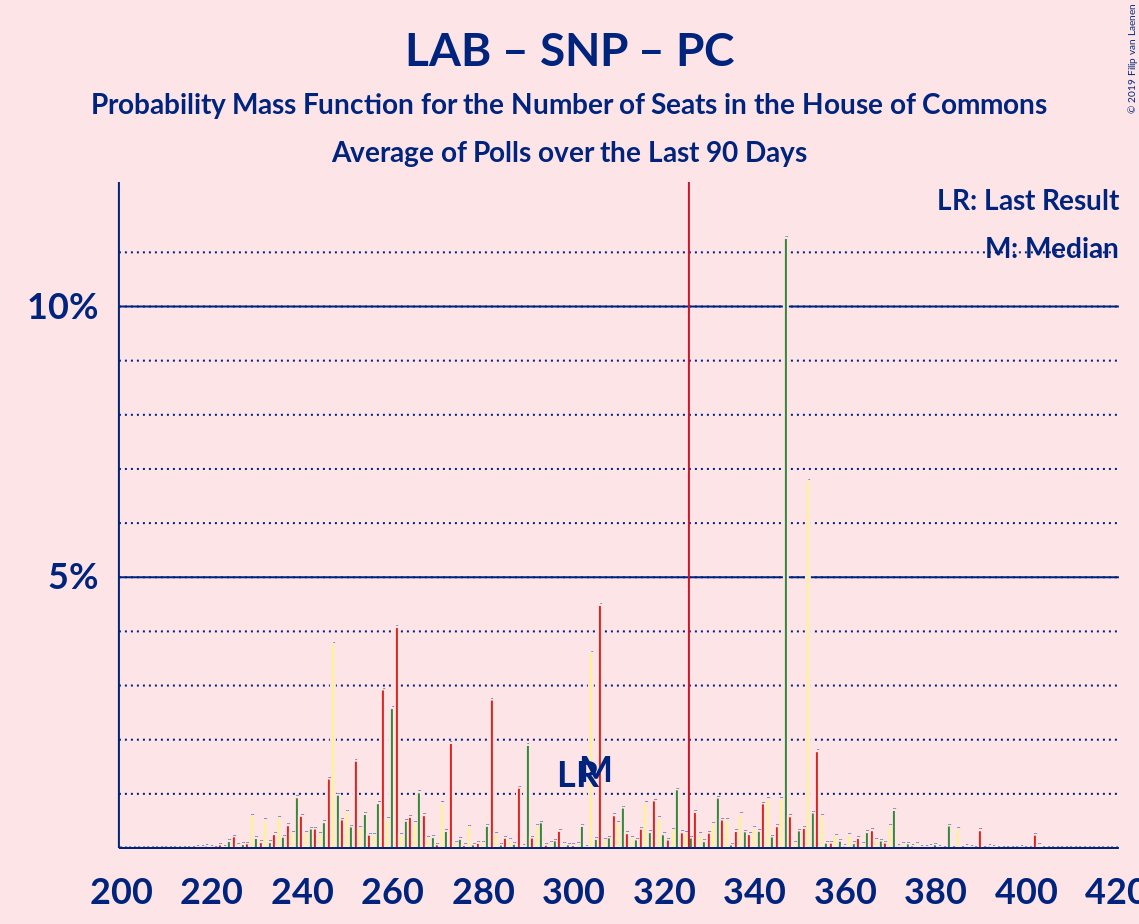 LAB – SNP – PC
Probability Mass Function for the Number of Seats in the House of Commons
Average of Polls over the Last 90 Days
© 2019 Filip van Laenen
LR: Last Result
M: Median
10%
5%
LR
M
200 220 240 260 280 300 320 340 360 380 400 420